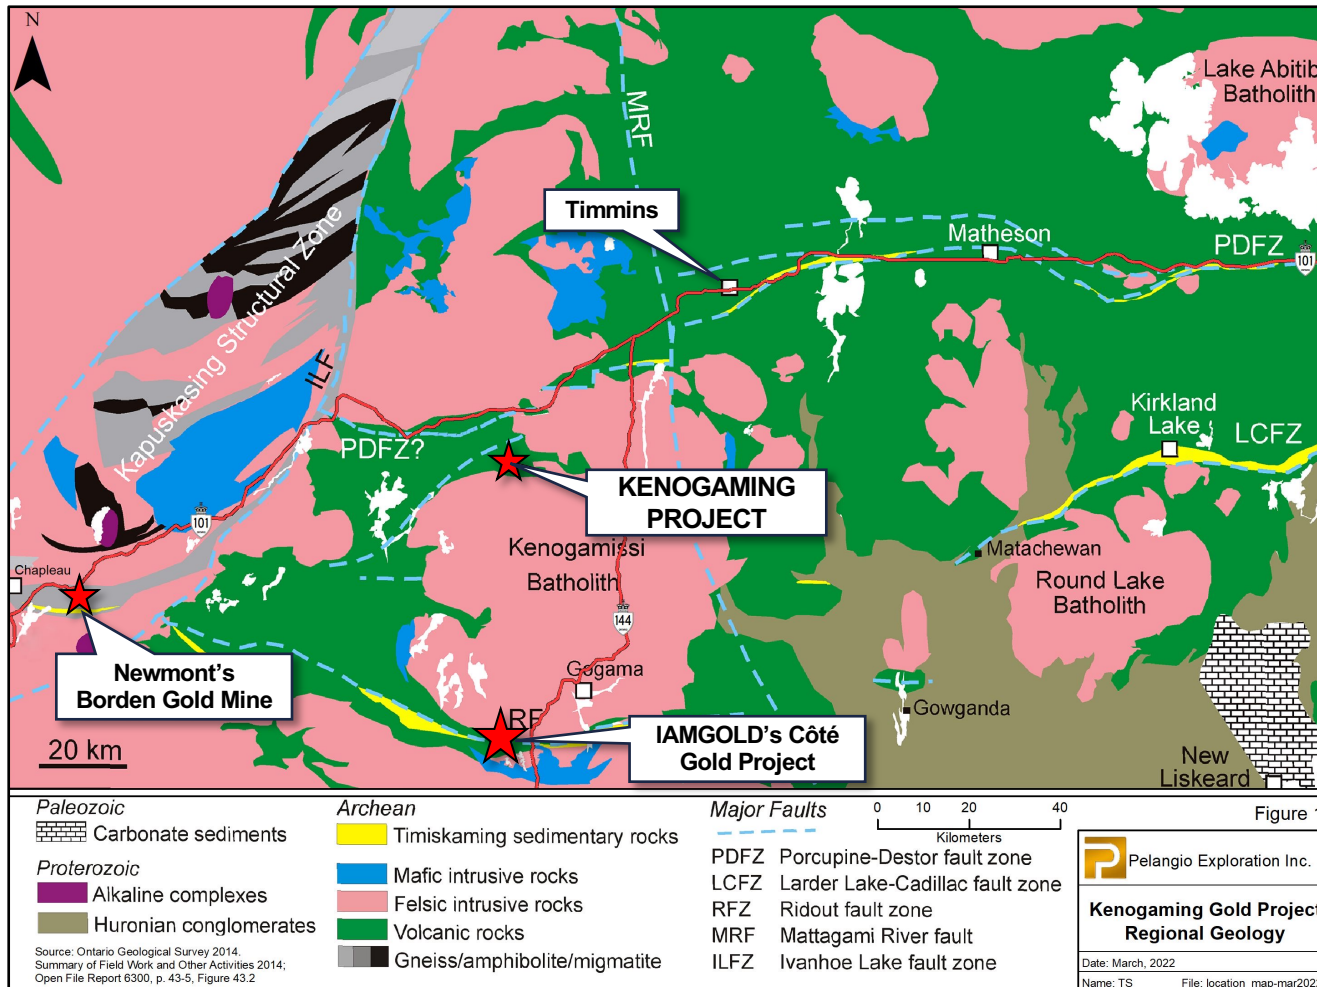 N
MRF
Lake Abitib
Batholith
Timmins
Matheson
PDFZ
101
Kapuskasing Structural Zone
ILF
PDFZ?
Kirkland
Lake
LCFZ
KENOGAMING
PROJECT
101
Kenogamissi
Batholith
Matachewan
Round Lake
Batholith
Chapleau
144
Newmont's
Borden Gold Mine
Gogama
Gowganda
RF
IAMGOLD's Côté
Gold Project
20 km
New
Liskeard
Paleozoic
Carbonate sediments
Proterozoic
Alkaline complexes
Huronian conglomerates
Source: Ontario Geological Survey 2014.
Summary of Field Work and Other Activities 2014;
Open File Report 6300, p. 43-5, Figure 43.2
Archean
Timiskaming sedimentary rocks
Mafic intrusive rocks
Felsic intrusive rocks
Volcanic rocks
Gneiss/amphibolite/migmatite
Major Faults
0 10 20 40
Kilometers
PDFZ Porcupine-Destor fault zone
LCFZ Larder Lake-Cadillac fault zone
RFZ Ridout fault zone
MRF Mattagami River fault
ILFZ Ivanhoe Lake fault zone
Figure 1
Pelangio Exploration Inc.
Kenogaming Gold Project
Regional Geology
Date: March, 2022
Name: TS File: location_map-mar202